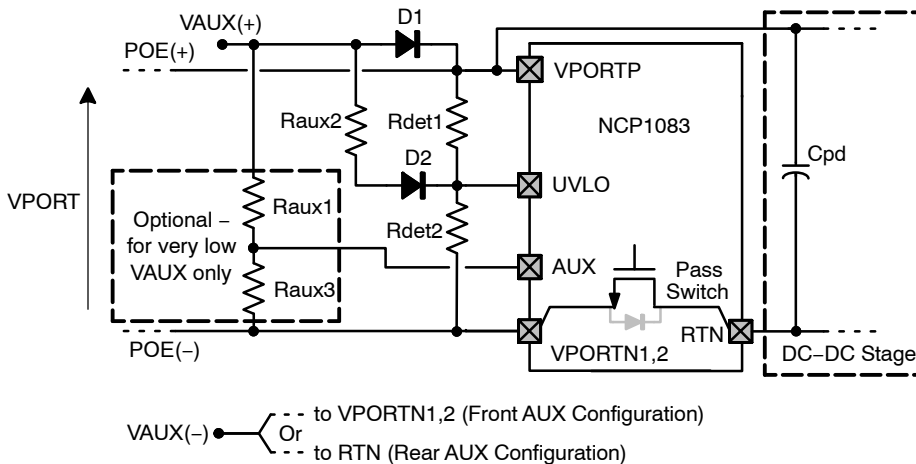 D1
VAUX(+)
POE(+)
VPORTP
Raux2
Rdet1
NCP1083
Cpd
D2
UVLO
VPORT
Optional –
for very low
VAUX only
Raux1
Rdet2
AUX
Pass
Switch
Raux3
RTN
POE(–)
VPORTN1,2
DC–DC Stage
VAUX(–)
to VPORTN1,2 (Front AUX Configuration)
Or
to RTN (Rear AUX Configuration)